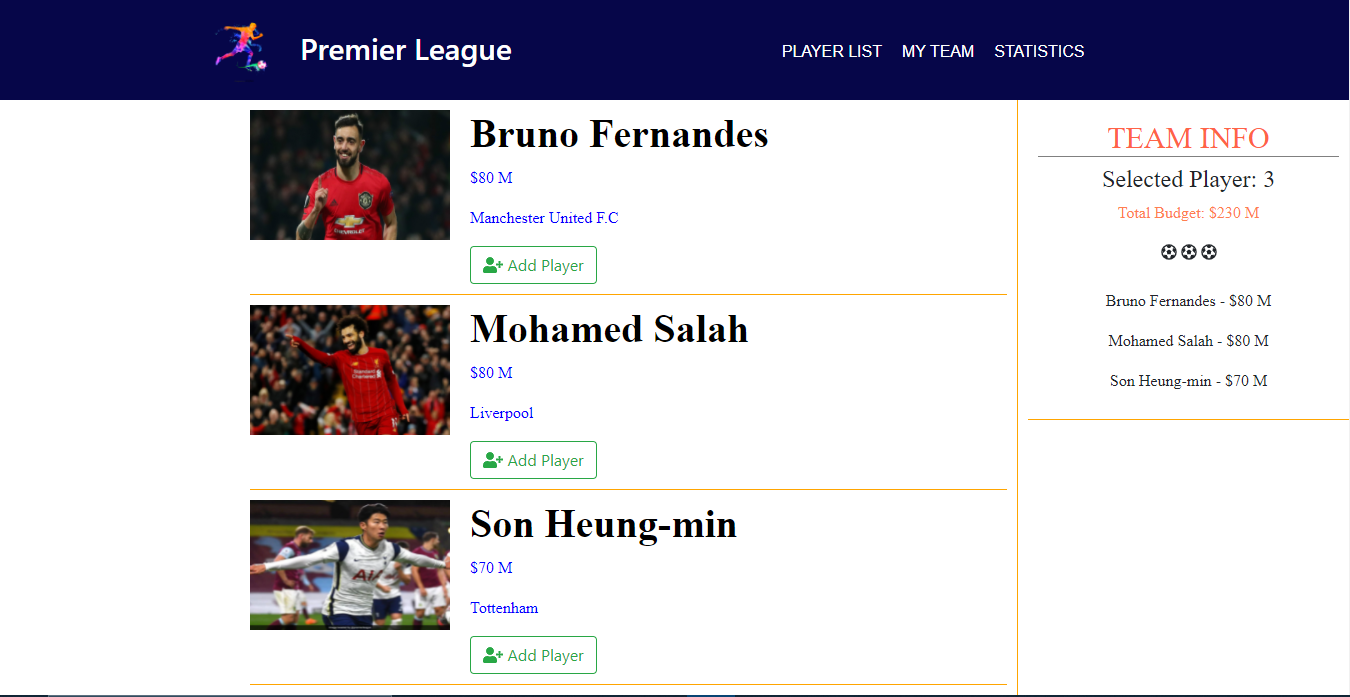 Premier League
PLAYER LIST
MY TEAM
STATISTICS
Bruno Fernandes
$80 M
Manchester United F.C
Add Player
Mohamed Salah
$80 M
Liverpool
Add Player
Son Heung-min
$70 M
Tottenham
AIA
Add Player
TEAM INFO
Selected Player: 3
Total Budget: $230 M
Bruno Fernandes - $80 M
Mohamed Salah - $80 M
Son Heung-min - $70 M